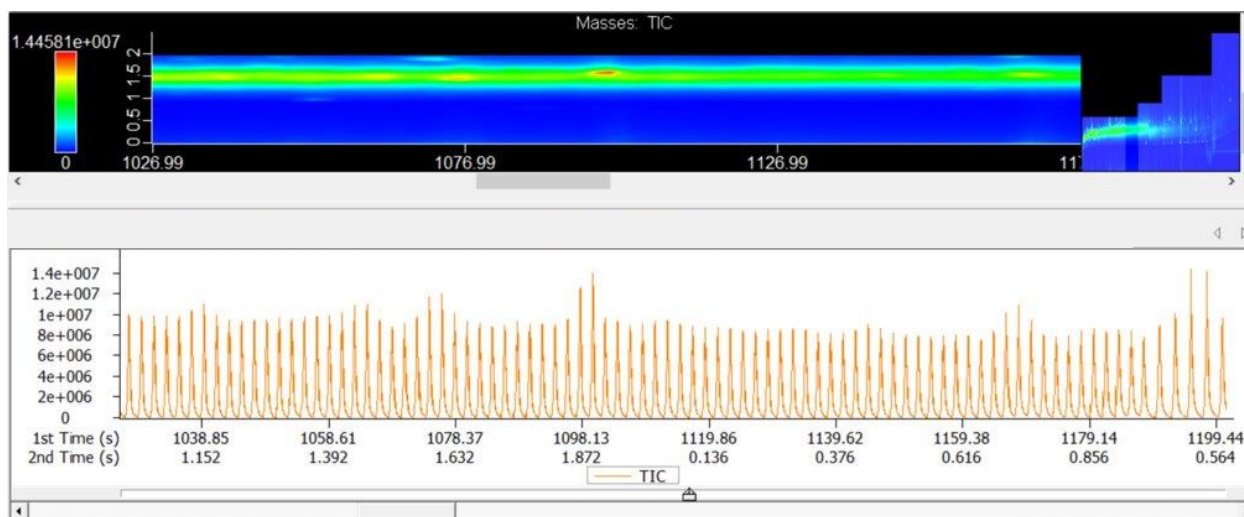 Masses: TIC
1.44581e+007
0
2
1.5
1
0.5
0
1026.99 1076.99 1126.99 117
1.4e+007
1.2e+007
1e+007
8e+006
6e+006
4e+006
2e+006
0
1st Time (s) 1038.85 1058.61 1078.37 1098.13 1119.86 1139.62 1159.38 1179.14 1199.44
2nd Time (s) 1.152 1.392 1.632 1.872 0.136 0.376 0.616 0.856 0.564
TIC